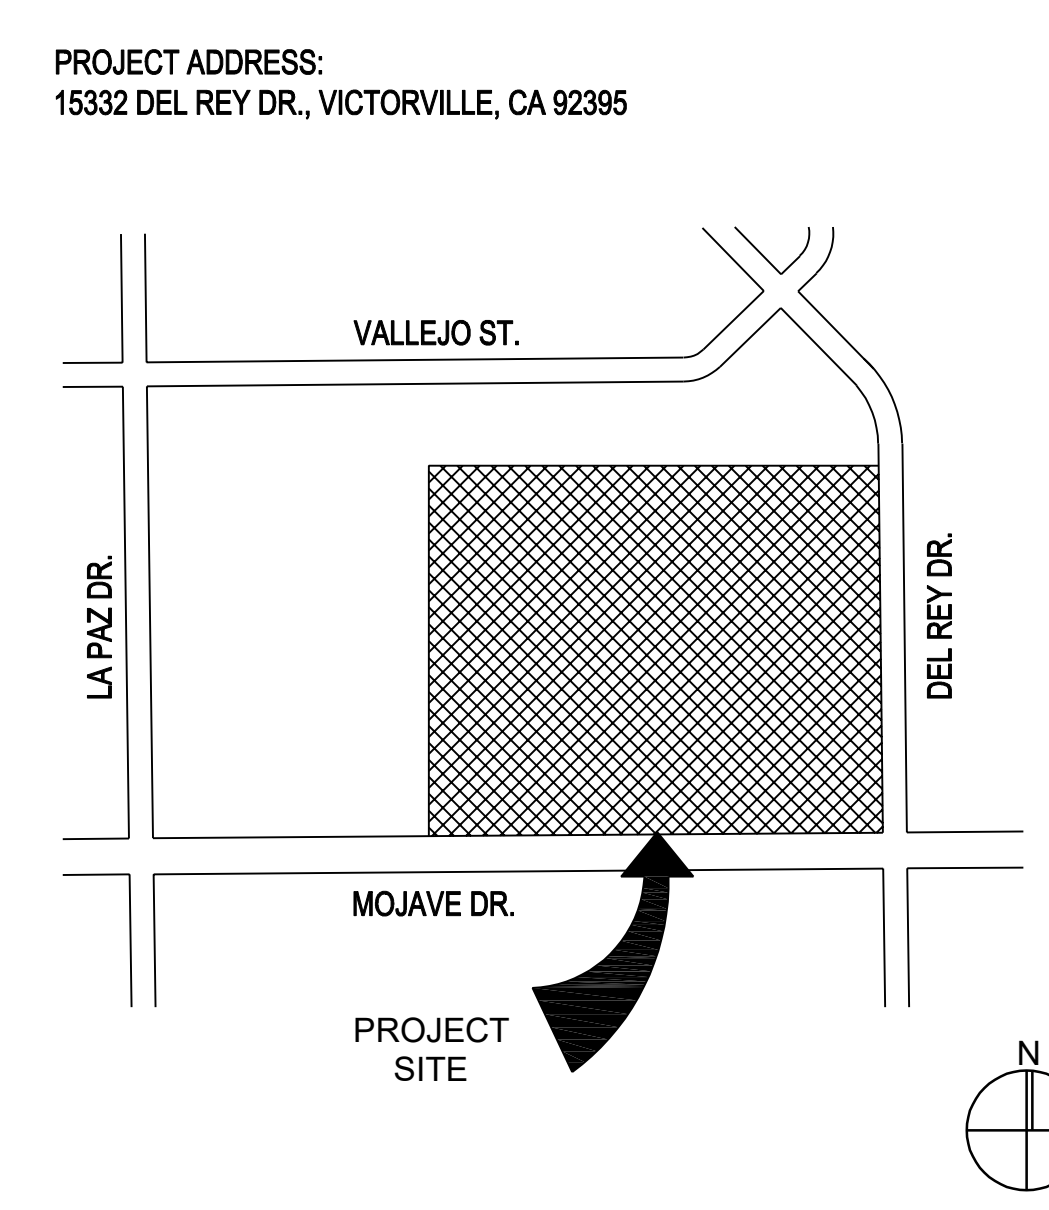 PROJECT ADDRESS:
15332 DEL REY DR., VICTORVILLE, CA 92395
VALLEJO ST.
LA PAZ DR.
DEL REY DR.
MOJAVE DR.
PROJECT
SITE
N